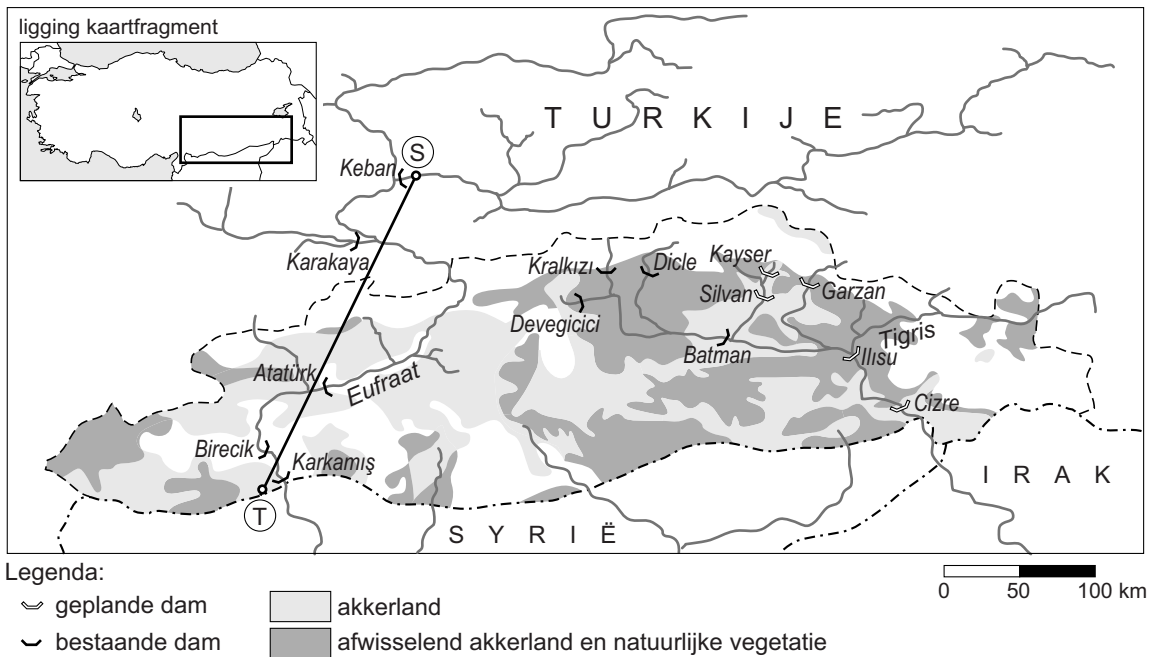 ligging kaartfragment
T U R K I J E
S
Keban
Karakaya
Kralkızı
Dicle
Kayser
Silvan
Garzan
Devegicici
Batman
Tigris
Ilısu
Atatürk
Eufraat
Cizre
Birecik
Karkamış
T
I R A K
S Y R I Ë
Legenda:
geplande dam
akkerland
bestaande dam
afwisselend akkerland en natuurlijke vegetatie
0 50 100 km